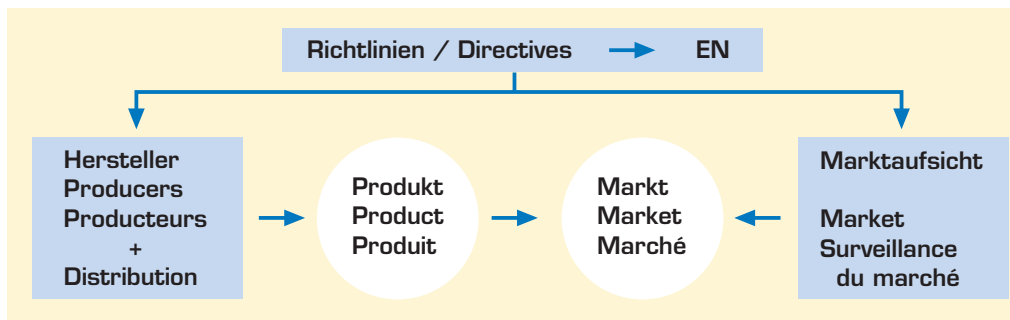 Richtlinien / Directives → EN
Hersteller
Producers
Producteurs
+
Distribution
Produkt
Product
Produit
Markt
Market
Marché
Marktaufsicht
Market
Surveillance
du marché